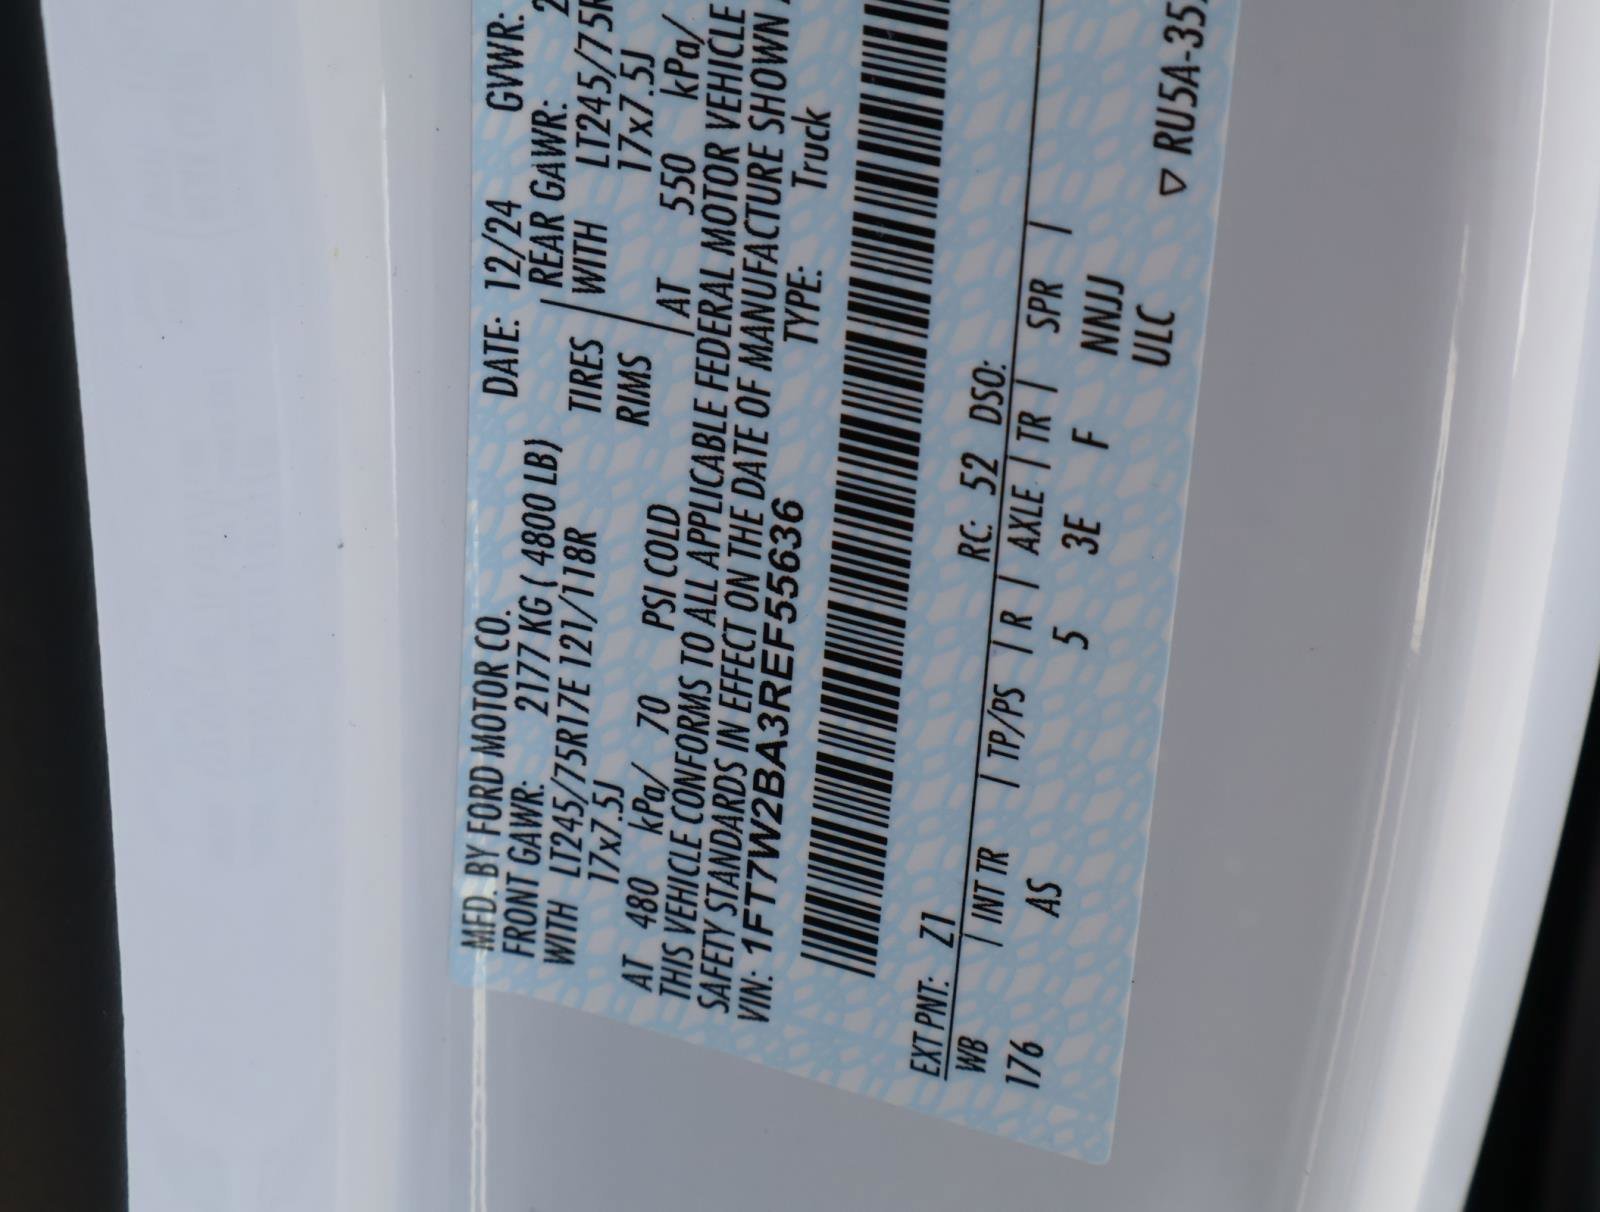 MFD. BY FORD MOTOR CO. DATE: 12/24 GVWR:
FRONT GAWR: 2177 KG ( 4800 LB) REAR GAWR: 2
WITH LT245/75R17E 121/118R TIRES WITH LT245/75R
17x7.5J RIMS 17x7.5J
AT 480 kPa/ 70 PSI COLD AT 550 kPa/
THIS VEHICLE CONFORMS TO ALL APPLICABLE FEDERAL MOTOR VEHICLE
SAFETY STANDARDS IN EFFECT ON THE DATE OF MANUFACTURE SHOWN
VIN: 1FT7W2BA3REF55636 TYPE: Truck
EXT PNT: Z1 RC: 52 DSO:
WB | INT TR | TP/PS | R | AXLE | TR | SPR |
176 AS 5 3E F NNJJ
ULC
▽ RU5A-35